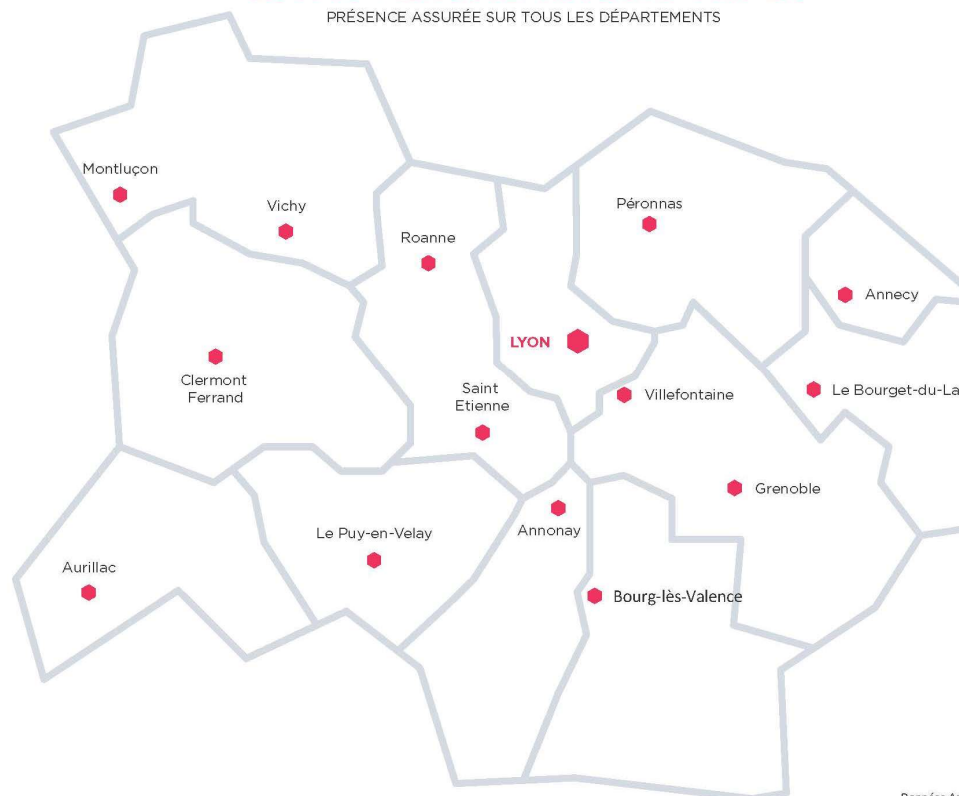 PRÉSENCE ASSURÉE SUR TOUS LES DÉPARTEMENTS
Montluçon
Vichy
Roanne
Péronnas
Annecy
LYON
Clermont
Ferrand
Saint
Etienne
Villefontaine
Le Bourget-du-La
Grenoble
Annonay
Le Puy-en-Velay
Aurillac
Bourg-lès-Valence